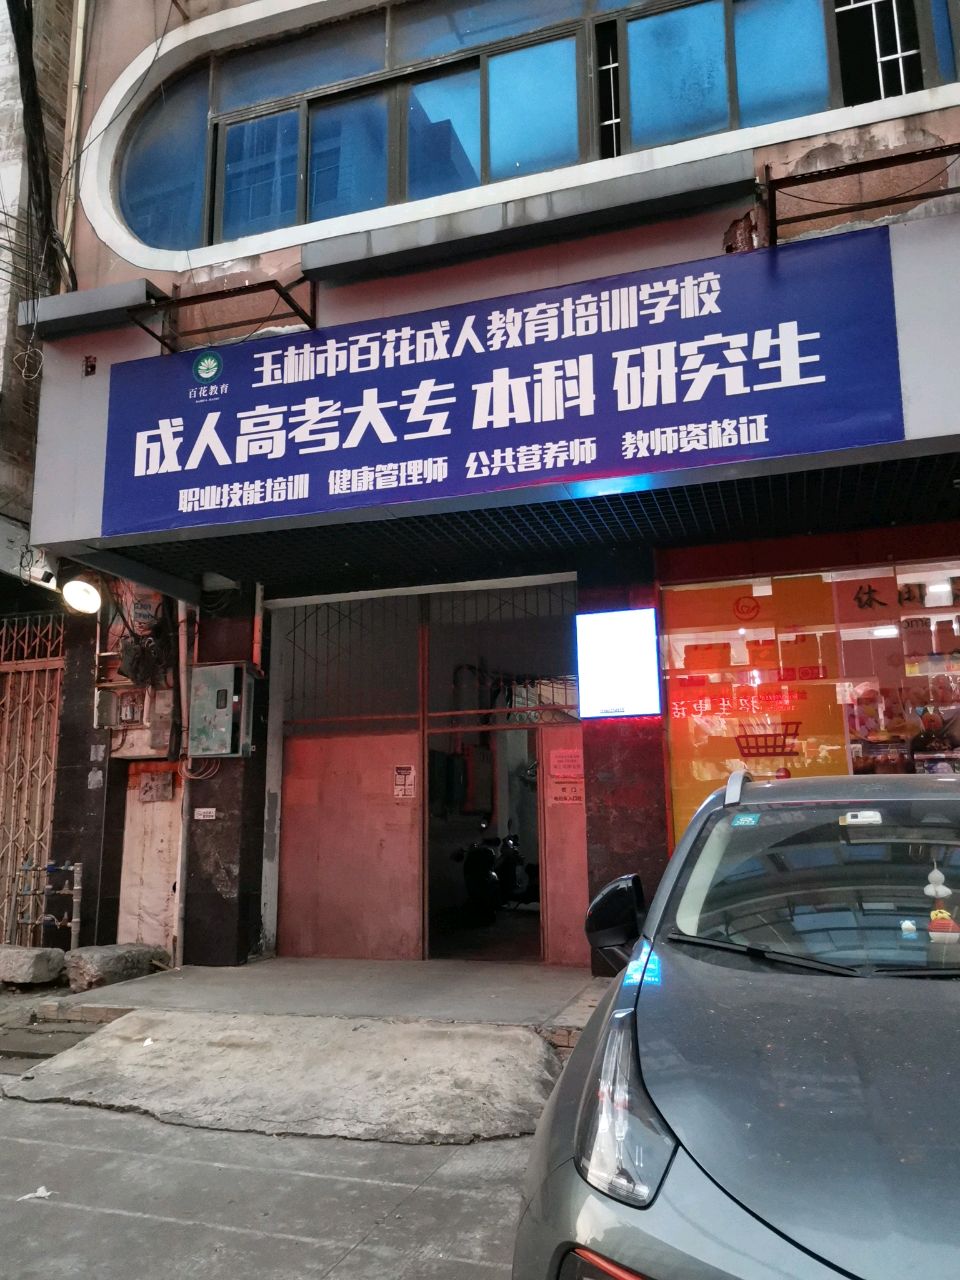 玉林市百花成人教育培训学校
百花教育
成人高考大专 本科 研究生
职业技能培训 健康管理师 公共营养师 教师资格证
休闲